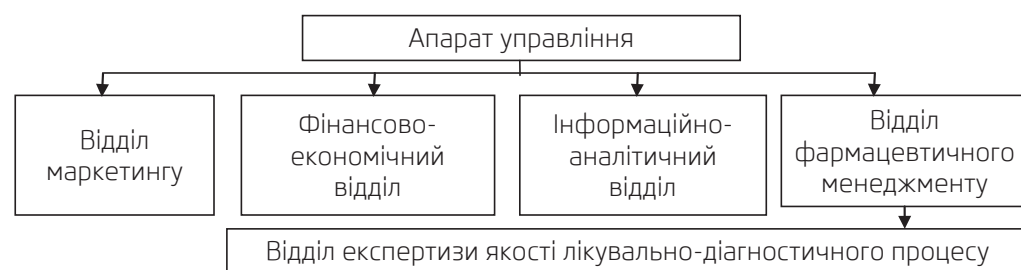 Апарат управління
Відділ
маркетингу
Фінансово-
економічний
відділ
Інформаційно-
аналітичний
відділ
Відділ
фармацевтичного
менеджменту
Відділ експертизи якості лікувально-діагностичного процесу